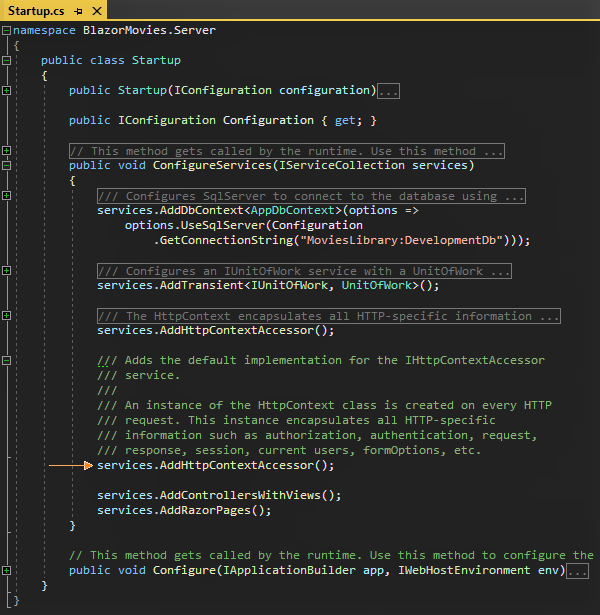 Startup.cs
namespace BlazorMovies.Server
{
public class Startup
{
public Startup(IConfiguration configuration)...
public IConfiguration Configuration { get; }
// This method gets called by the runtime. Use this method ...
public void ConfigureServices(IServiceCollection services)
{
/// Configures SqlServer to connect to the database using ...
services.AddDbContext<AppDbContext>(options =>
options.UseSqlServer(Configuration
.GetConnectionString("MoviesLibrary:DevelopmentDb")));
/// Configures an IUnitOfWork service with a UnitOfWork ...
services.AddTransient<IUnitOfWork, UnitOfWork>();
/// The HttpContext encapsulates all HTTP-specific information ...
services.AddHttpContextAccessor();
/// Adds the default implementation for the IHttpContextAccessor
/// service.
///
/// An instance of the HttpContext class is created on every HTTP
/// request. This instance encapsulates all HTTP-specific
/// information such as authorization, authentication, request,
/// response, session, current users, formOptions, etc.
services.AddHttpContextAccessor();
services.AddControllersWithViews();
services.AddRazorPages();
}
// This method gets called by the runtime. Use this method to configure the
public void Configure(IApplicationBuilder app, IWebHostEnvironment env)...
}
}